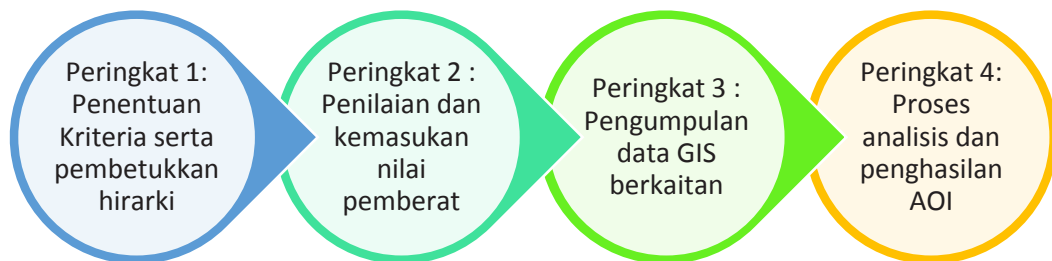 Peringkat 1:
Penentuan
Kriteria serta
pembetukkan
hirarki
Peringkat 2 :
Penilaian dan
kemasukan
nilai
pemberat
Peringkat 3 :
Pengumpulan
data GIS
berkaitan
Peringkat 4:
Proses
analisis dan
penghasilan
AOI